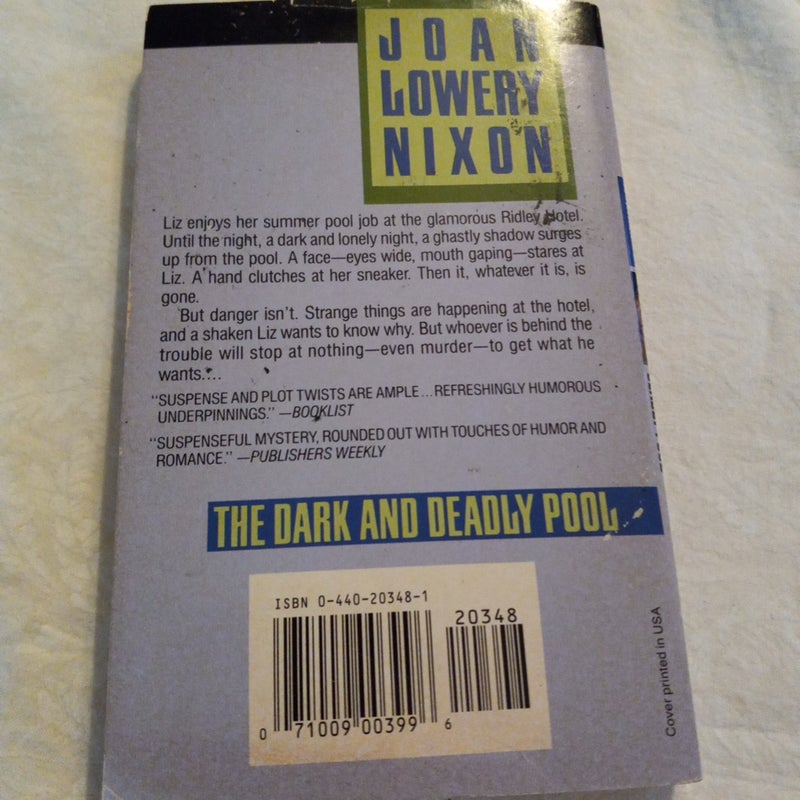 JOAN
LOWERY
NIXON
Liz enjoys her summer pool job at the glamorous Ridley Hotel.
Until the night, a dark and lonely night, a ghastly shadow surges
up from the pool. A face—eyes wide, mouth gaping—stares at
Liz. A hand clutches at her sneaker. Then it, whatever it is, is
gone.
But danger isn't. Strange things are happening at the hotel,
and a shaken Liz wants to know why. But whoever is behind the
trouble will stop at nothing—even murder—to get what he
wants....
"SUSPENSE AND PLOT TWISTS ARE AMPLE...REFRESHINGLY HUMOROUS
UNDERPINNINGS." —BOOKLIST
"SUSPENSEFUL MYSTERY, ROUNDED OUT WITH TOUCHES OF HUMOR AND
ROMANCE." —PUBLISHERS WEEKLY
THE DARK AND DEADLY POOL
ISBN 0-440-20348-1
20348
0 71009 00399 6
Cover printed in USA